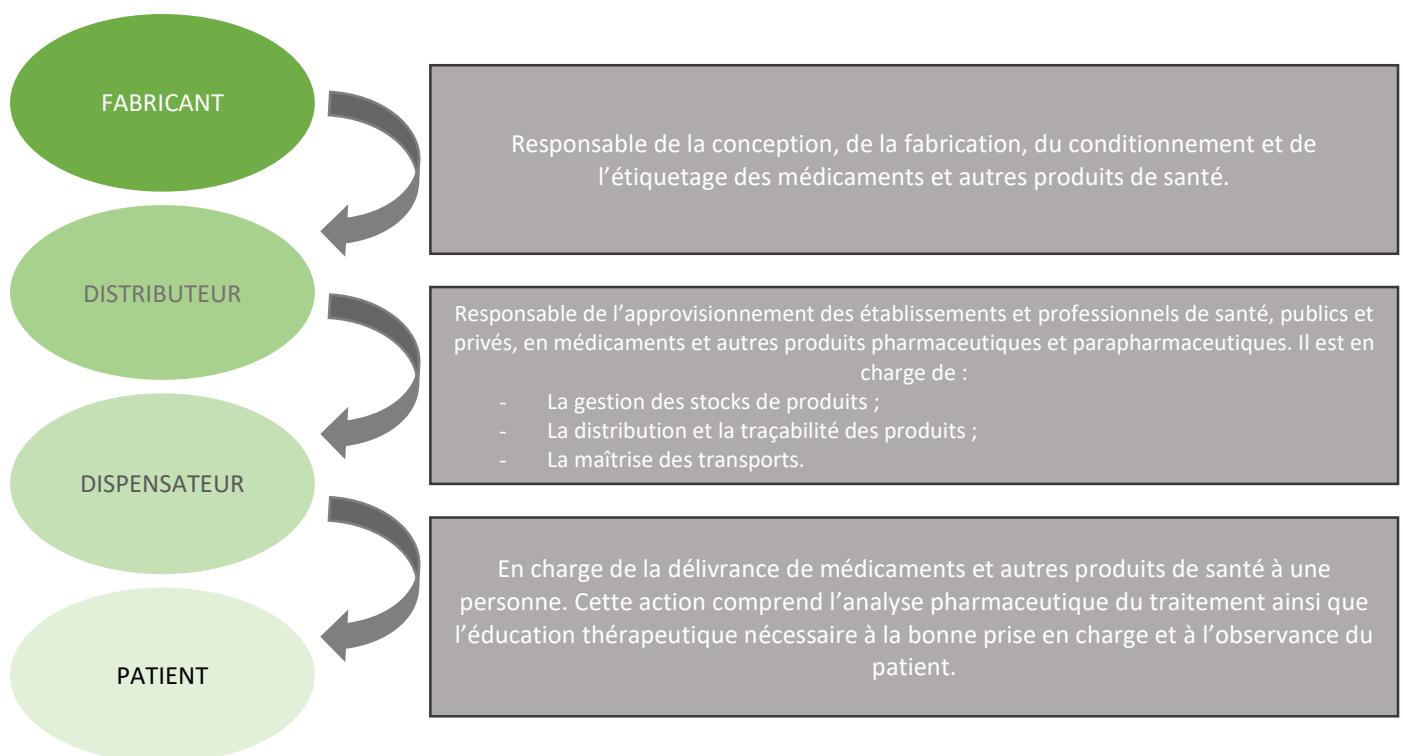 FABRICANT
Responsable de la conception, de la fabrication, du conditionnement et de
l’étiquetage des médicaments et autres produits de santé.
DISTRIBUTEUR
Responsable de l’approvisionnement des établissements et professionnels de santé, publics et
privés, en médicaments et autres produits pharmaceutiques et parapharmaceutiques. Il est en
charge de :
- La gestion des stocks de produits ;
- La distribution et la traçabilité des produits ;
- La maîtrise des transports.
DISPENSATEUR
En charge de la délivrance de médicaments et autres produits de santé à une
personne. Cette action comprend l’analyse pharmaceutique du traitement ainsi que
l’éducation thérapeutique nécessaire à la bonne prise en charge et à l’observance du
patient.
PATIENT